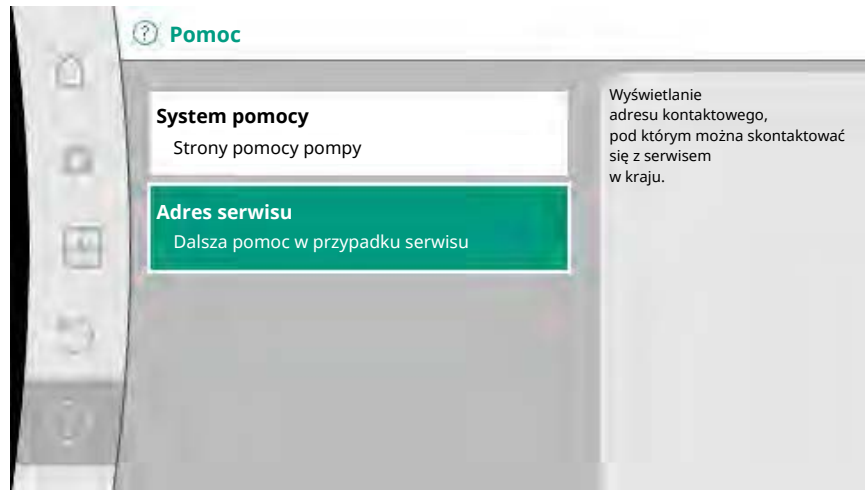 Pomoc
System pomocy
Strony pomocy pompy
Adres serwisu
Dalsza pomoc w przypadku serwisu
Wyświetlanie
adresu kontaktowego,
pod którym można skontaktować
się z serwisem
w kraju.